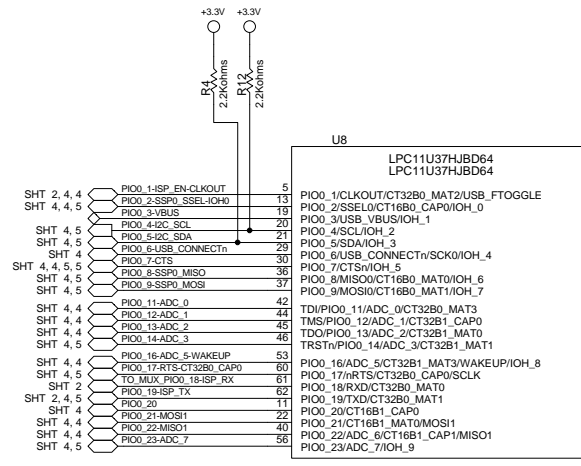 +3.3V +3.3V
R4 2.2Kohms
R12 2.2Kohms
U8
LPC11U37HJBD64
LPC11U37HJBD64
SHT 2, 4, 4 PIO0_1-ISP_EN-CLKOUT 5 PIO0_1/CLKOUT/CT32B0_MAT2/USB_FTOGGLE
SHT 4, 4, 5 PIO0_2-SSP0_SSEL-IOH0 13 PIO0_2/SSEL0/CT16B0_CAP0/IOH_0
PIO0_3-VBUS 19 PIO0_3/USB_VBUS/IOH_1
SHT 4, 5 PIO0_4-I2C_SCL 20 PIO0_4/SCL/IOH_2
SHT 4, 5 PIO0_5-I2C_SDA 21 PIO0_5/SDA/IOH_3
SHT 4 PIO0_6-USB_CONNECTn 29 PIO0_6/USB_CONNECTn/SCK0/IOH_4
SHT 4, 4, 5, 5 PIO0_7-CTS 30 PIO0_7/CTSn/IOH_5
SHT 4, 5 PIO0_8-SSP0_MISO 36 PIO0_8/MISO0/CT16B0_MAT0/IOH_6
SHT 4, 5 PIO0_9-SSP0_MOSI 37 PIO0_9/MOSI0/CT16B0_MAT1/IOH_7
SHT 4, 4 PIO0_11-ADC_0 42 TDI/PIO0_11/ADC_0/CT32B0_MAT3
SHT 4, 4 PIO0_12-ADC_1 44 TMS/PIO0_12/ADC_1/CT32B1_CAP0
SHT 4, 4 PIO0_13-ADC_2 45 TDO/PIO0_13/ADC_2/CT32B1_MAT0
SHT 4, 5 PIO0_14-ADC_3 46 TRSTn/PIO0_14/ADC_3/CT32B1_MAT1
SHT 4, 4 PIO0_16-ADC_5-WAKEUP 53 PIO0_16/ADC_5/CT32B1_MAT3/WAKEUP/IOH_8
SHT 4, 4 PIO0_17-RTS-CT32B0_CAP0 60 PIO0_17/nRTS/CT32B0_CAP0/SCLK
SHT 2 TO_MUX_PIO0_18-ISP_RX 61 PIO0_18/RXD/CT32B0_MAT0
SHT 2, 4, 5 PIO0_19-ISP_TX 62 PIO0_19/TXD/CT32B0_MAT1
SHT 4 PIO0_20 11 PIO0_20/CT16B1_CAP0
SHT 4, 4 PIO0_21-MOSI1 22 PIO0_21/CT16B1_MAT0/MOSI1
SHT 4, 4 PIO0_22-MISO1 40 PIO0_22/ADC_6/CT16B1_CAP1/MISO1
SHT 4, 5 PIO0_23-ADC_7 56 PIO0_23/ADC_7/IOH_9